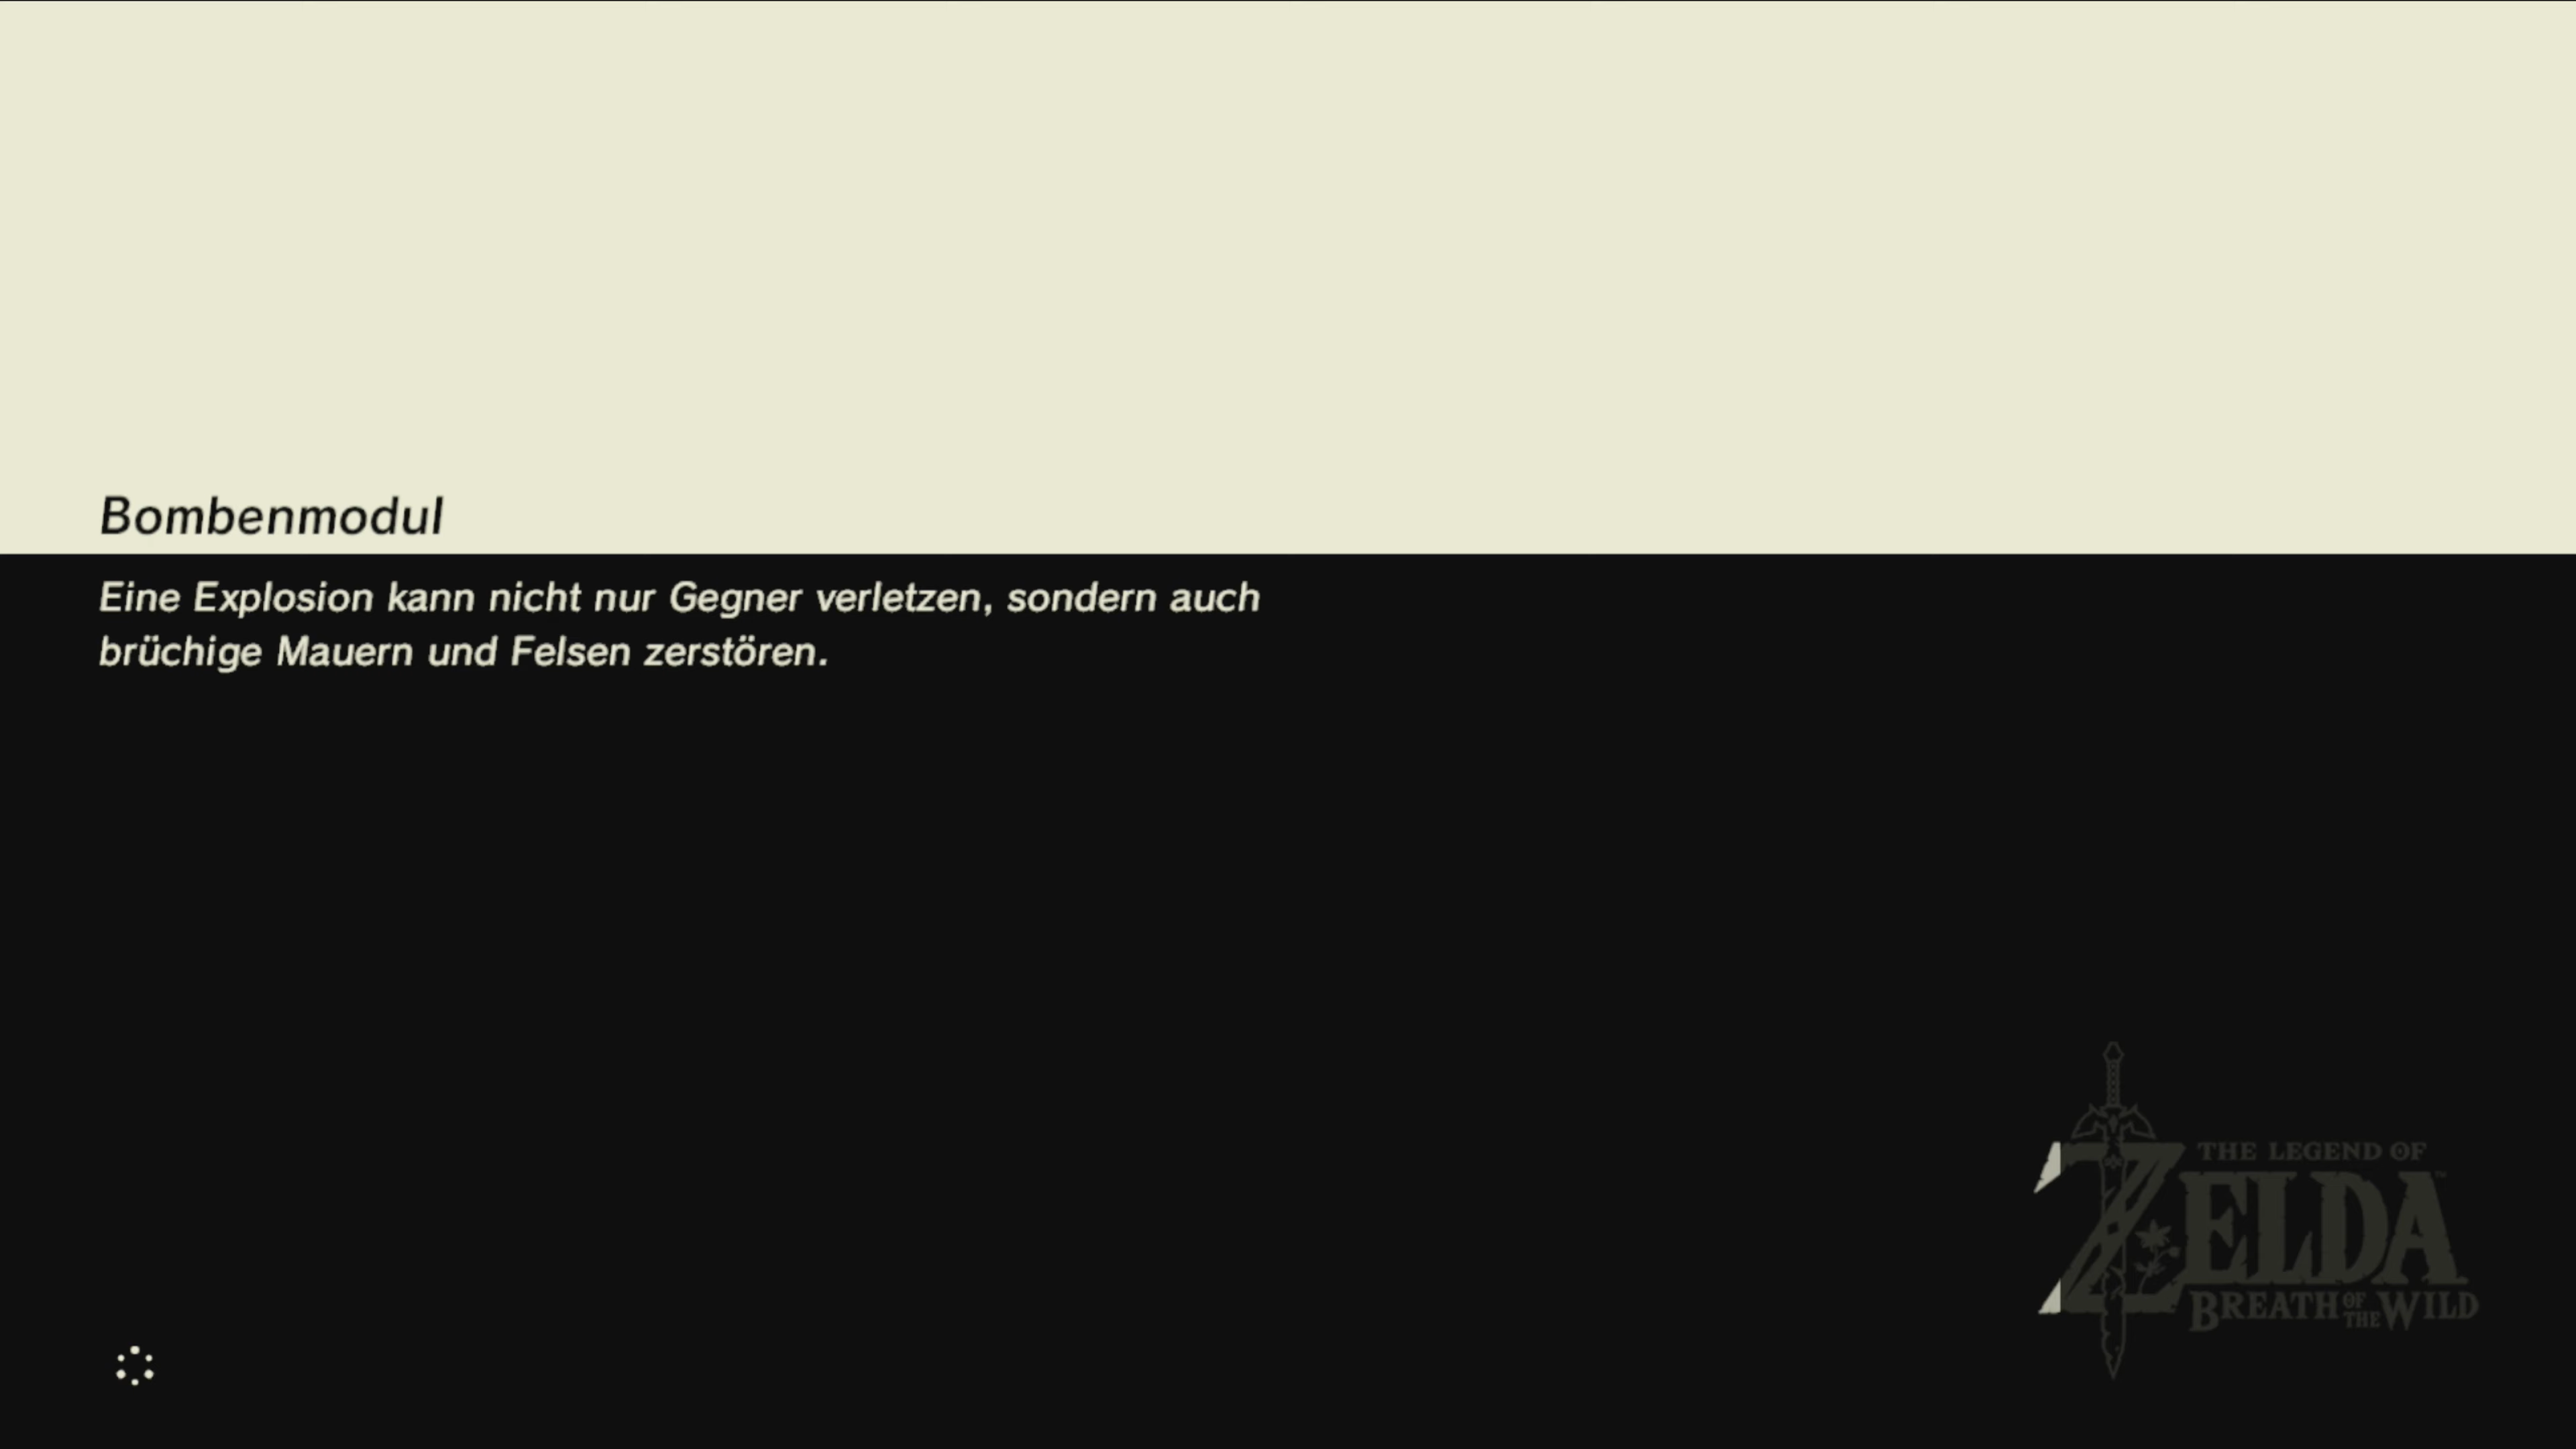 Bombenmodul
Eine Explosion kann nicht nur Gegner verletzen, sondern auch
brüchige Mauern und Felsen zerstören.
THE LEGEND OF
ZELDA™
BREATH OF THE WILD